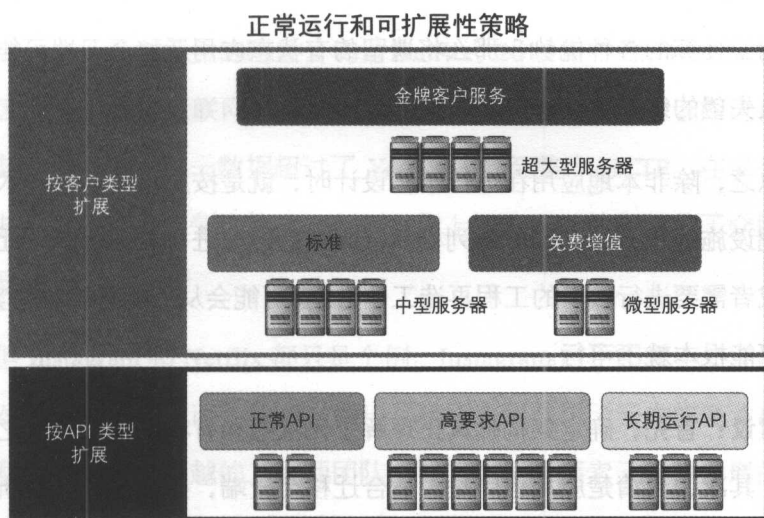 正常运行和可扩展性策略
金牌客户服务
超大型服务器
按客户类型
扩展
标准
免费增值
中型服务器
微型服务器
按API 类型
扩展
正常API
高要求API
长期运行API